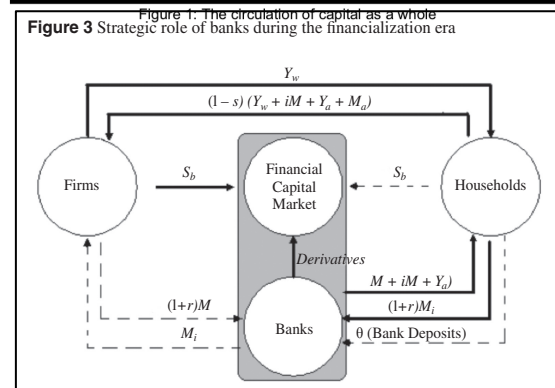 Figure 1: The circulation of capital as a whole
Figure 3 Strategic role of banks during the financialization era
Y_w
(1 – s) (Y_w + iM + Y_a + M_a)
Firms
S_b
Financial
Capital
Market
S_b
Households
Derivatives
M + iM + Y_a)
(1+r)M
(1+r)M_i
M_i
Banks
θ (Bank Deposits)